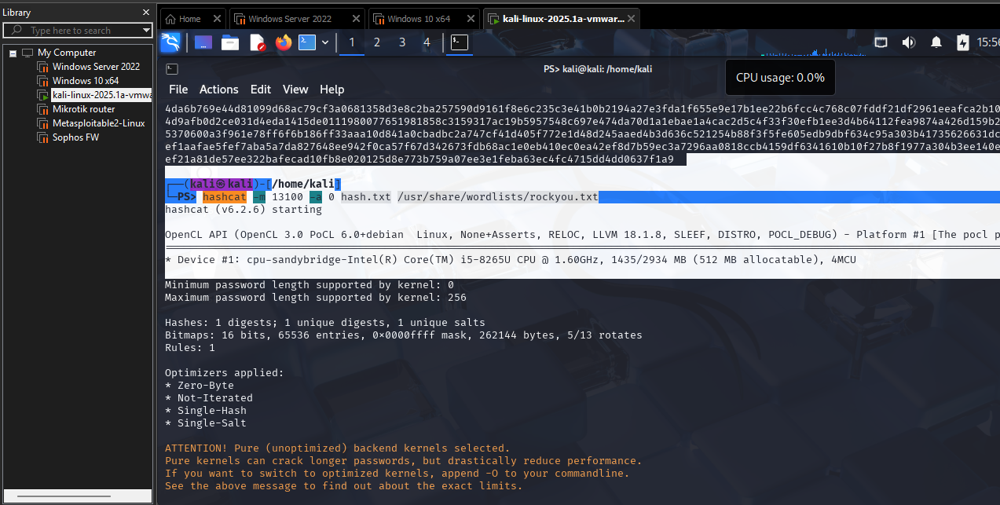 Library
Type here to search
My Computer
Windows Server 2022
Windows 10 x64
kali-linux-2025.1a-vmwa
Mikrotik router
Metasploitable2-Linux
Sophos FW
Home
Windows Server 2022
Windows 10 x64
kali-linux-2025.1a-vmwar...
1 2 3 4
15:56
PS> kali@kali: /home/kali
CPU usage: 0.0%
File Actions Edit View Help
┌──(kali㉿kali)-[/home/kali]
└─PS> hashcat -m 13100 -a 0 hash.txt /usr/share/wordlists/rockyou.txt
hashcat (v6.2.6) starting
OpenCL API (OpenCL 3.0 PoCL 6.0+debian  Linux, None+Asserts, RELOC, LLVM 18.1.8, SLEEF, DISTRO, POCL_DEBUG) - Platform #1 [The pocl p
* Device #1: cpu-sandybridge-Intel(R) Core(TM) i5-8265U CPU @ 1.60GHz, 1435/2934 MB (512 MB allocatable), 4MCU
Minimum password length supported by kernel: 0
Maximum password length supported by kernel: 256
Hashes: 1 digests; 1 unique digests, 1 unique salts
Bitmaps: 16 bits, 65536 entries, 0×0000ffff mask, 262144 bytes, 5/13 rotates
Rules: 1
Optimizers applied:
* Zero-Byte
* Not-Iterated
* Single-Hash
* Single-Salt
ATTENTION! Pure (unoptimized) backend kernels selected.
Pure kernels can crack longer passwords, but drastically reduce performance.
If you want to switch to optimized kernels, append -O to your commandline.
See the above message to find out about the exact limits.